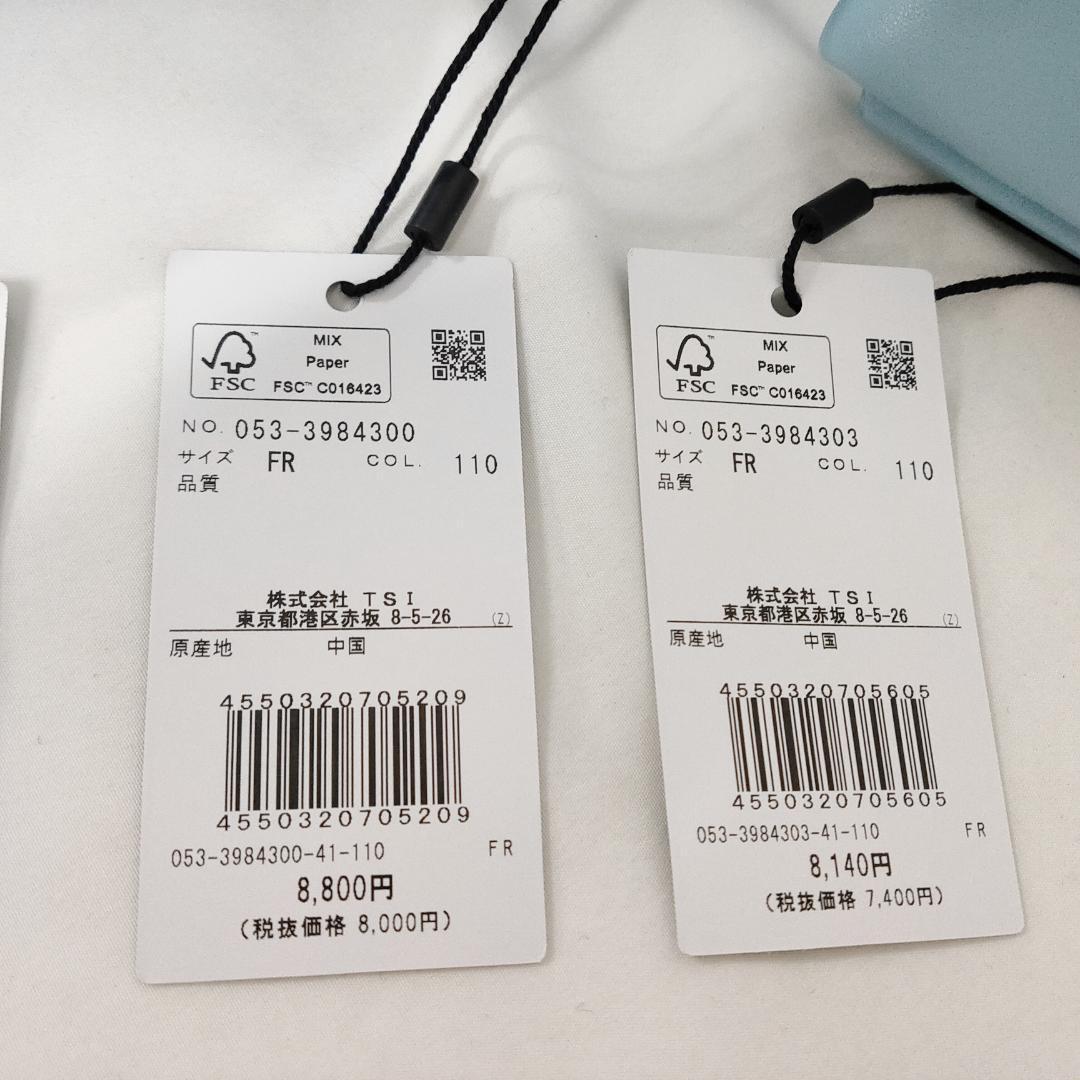 MIX
Paper
FSC™ C016423
FSC
NO. 053-3984300
サイズ FR COL. 110
品質
株式会社 TSI
東京都港区赤坂 8-5-26 (Z)
原産地 中国
4550320705209
4550320705209
053-3984300-41-110 FR
8,800円
(税抜価格 8,000円)
MIX
Paper
FSC™ C016423
FSC
NO. 053-3984303
サイズ FR COL. 110
品質
株式会社 TSI
東京都港区赤坂 8-5-26 (Z)
原産地 中国
4550320705605
4550320705605
053-3984303-41-110 FR
8,140円
(税抜価格 7,400円)